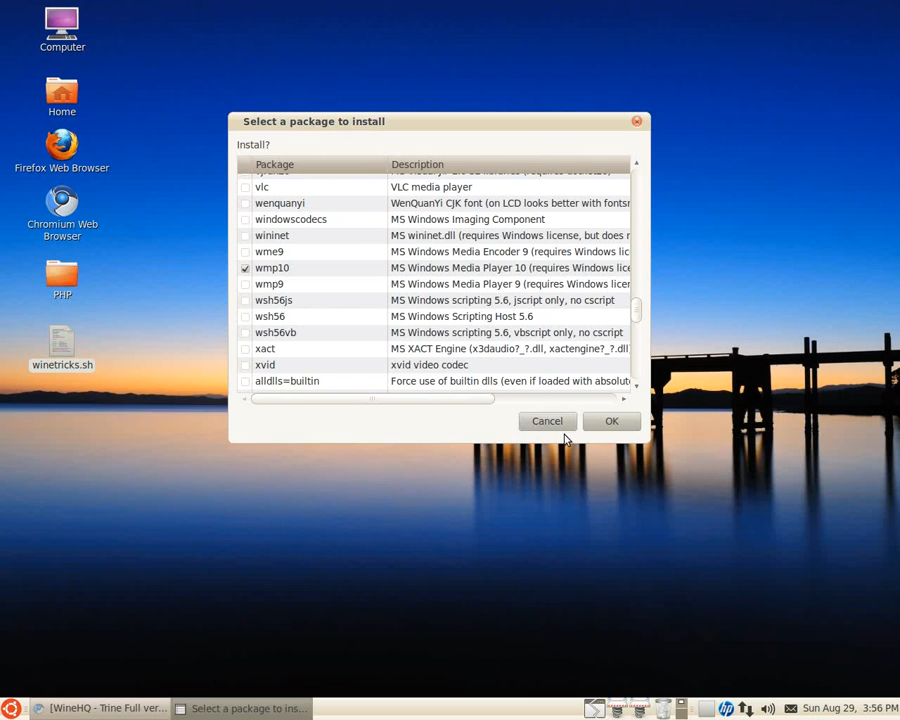 Computer
Home
Firefox Web Browser
Chromium Web
Browser
PHP
winetricks.sh
Select a package to install
Install?
Package Description
vlc VLC media player
wenquanyi WenQuanYi CJK font (on LCD looks better with fontsr
windowscodecs MS Windows Imaging Component
wininet MS wininet.dll (requires Windows license, but does r
wme9 MS Windows Media Encoder 9 (requires Windows lic
wmp10 MS Windows Media Player 10 (requires Windows lice
wmp9 MS Windows Media Player 9 (requires Windows licer
wsh56js MS Windows scripting 5.6, jscript only, no cscript
wsh56 MS Windows Scripting Host 5.6
wsh56vb MS Windows scripting 5.6, vbscript only, no cscript
xact MS XACT Engine (x3daudio?_?.dll, xactengine?_?.dll
xvid xvid video codec
alldlls=builtin Force use of builtin dlls (even if loaded with absolut
Cancel OK
[WineHQ - Trine Full ver... Select a package to ins... hp Sun Aug 29, 3:56 PM